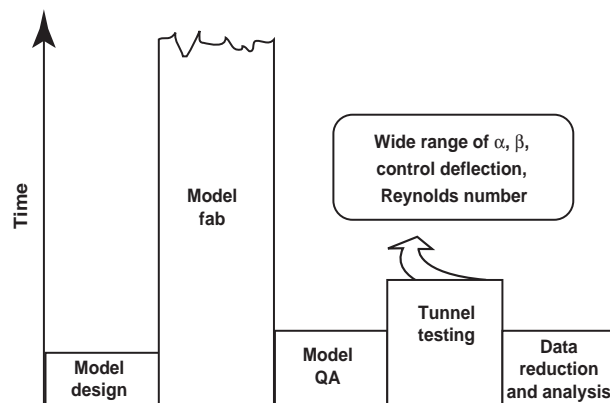 Time
Model
design
Model
fab
Model
QA
Wide range of α, β,
control deflection,
Reynolds number
Tunnel
testing
Data
reduction
and analysis